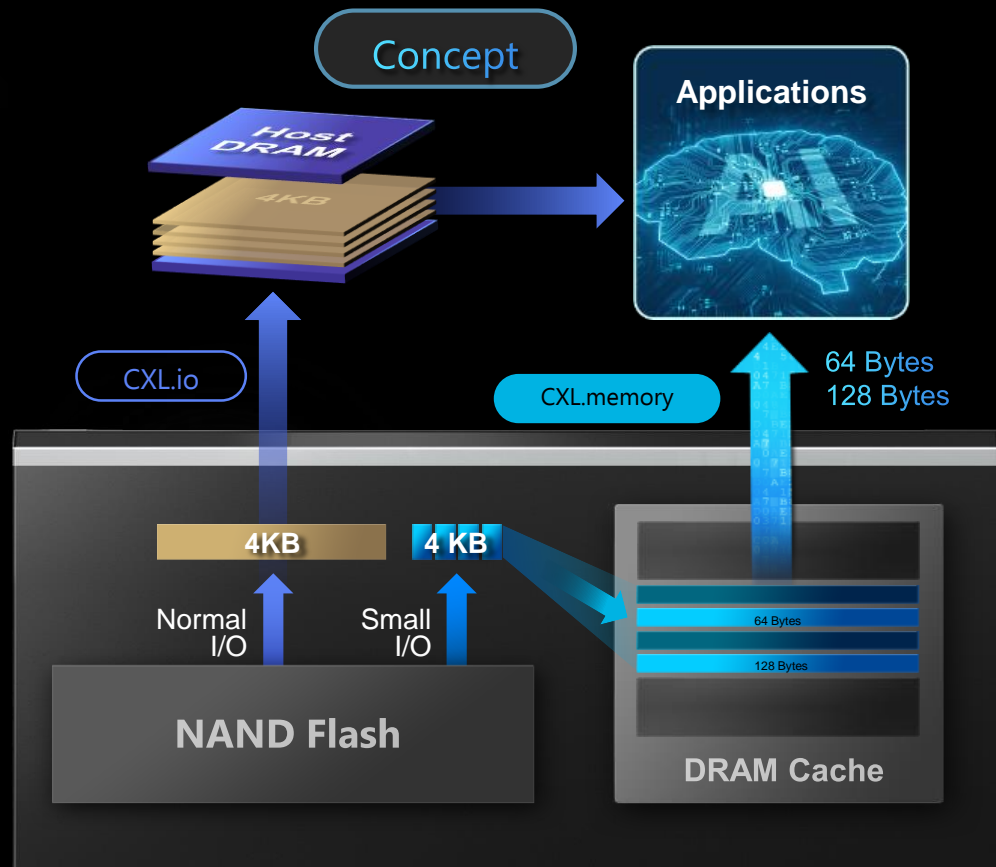 Concept
Applications
AI
Host
DRAM
4KB
CXL.io
CXL.memory
64 Bytes
128 Bytes
4KB
4 KB
Normal
I/O
Small
I/O
64 Bytes
128 Bytes
NAND Flash
DRAM Cache